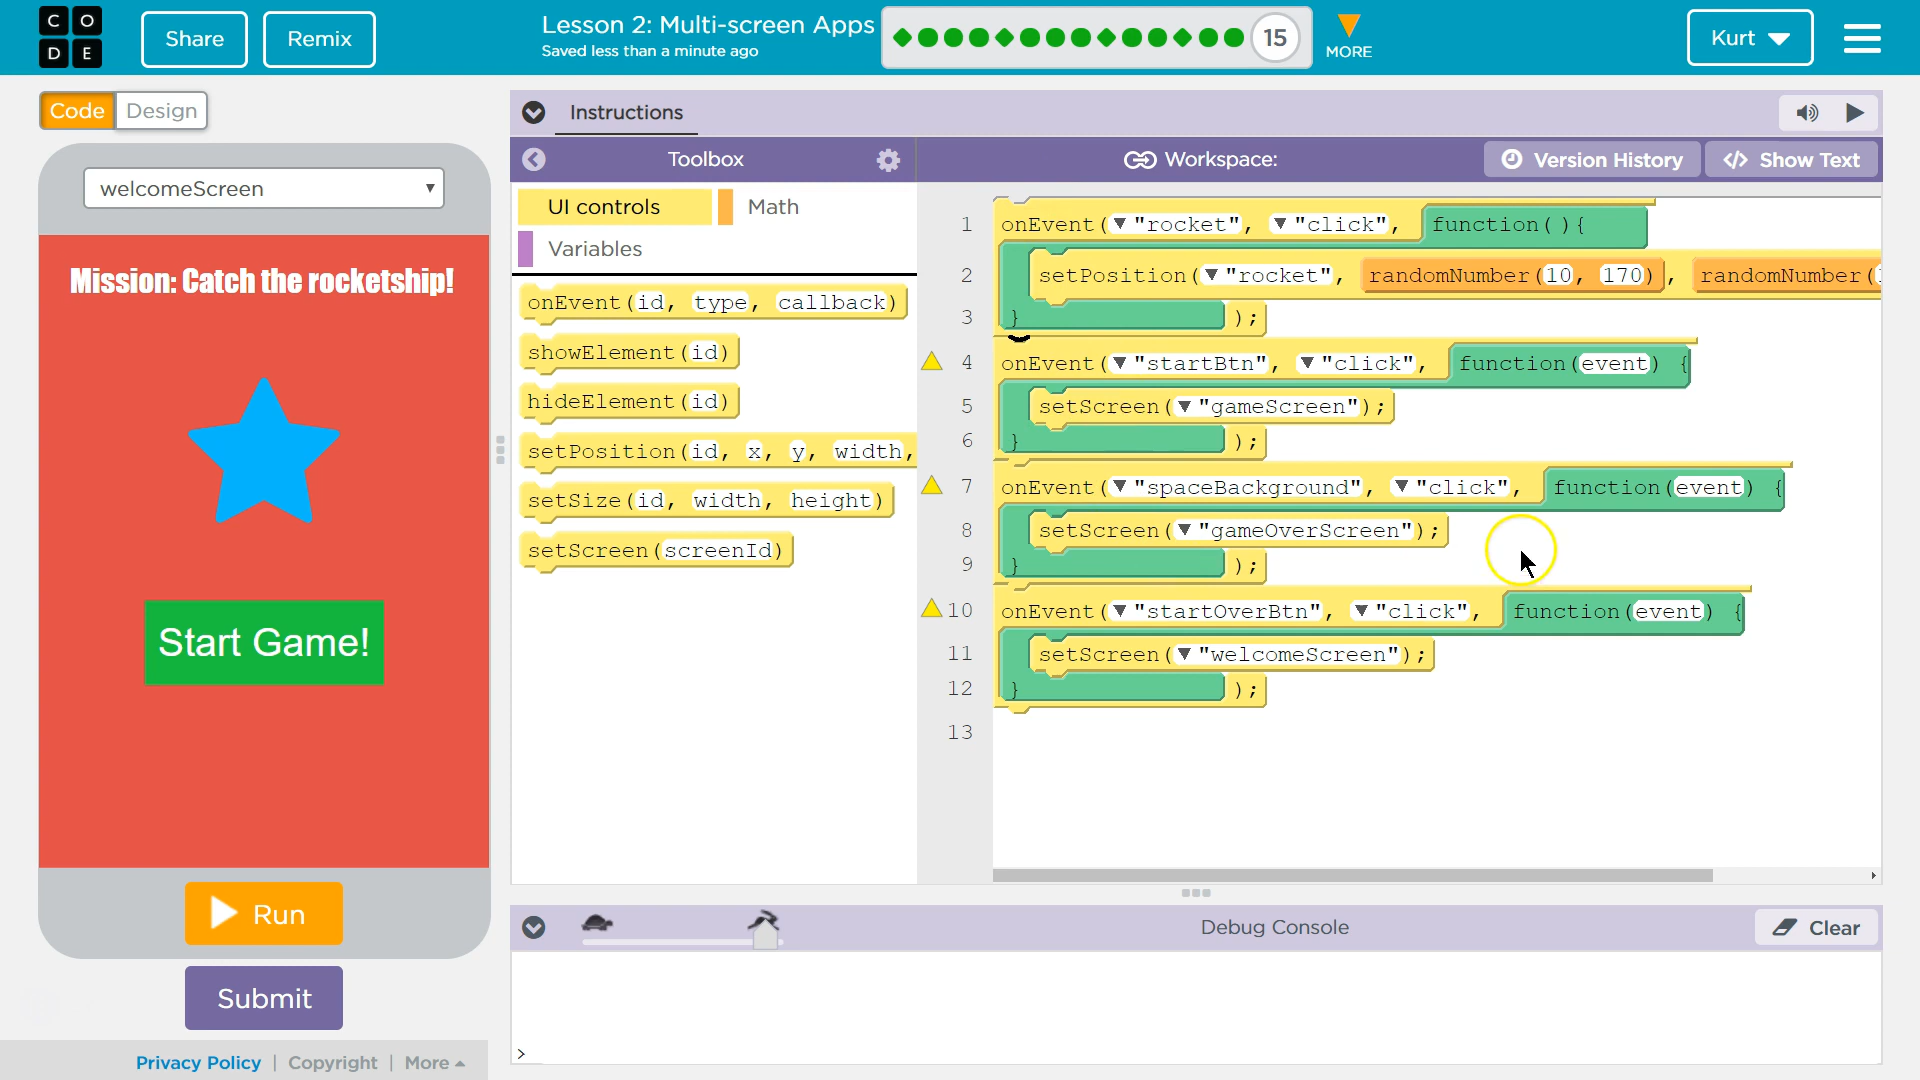 CODE
Share
Remix
Lesson 2: Multi-screen Apps
Saved less than a minute ago
15
MORE
Kurt
Code
Design
welcomeScreen
Mission: Catch the rocketship!
Start Game!
Run
Submit
Privacy Policy | Copyright | More
Instructions
Toolbox
Workspace:
Version History
</> Show Text
UI controls
Math
Variables
onEvent(id, type, callback)
showElement(id)
hideElement(id)
setPosition(id, x, y, width,
setSize(id, width, height)
setScreen(screenId)
1 onEvent(▼"rocket", ▼"click", function( ){
2 setPosition(▼"rocket", randomNumber(10, 170), randomNumber(
3 } );
4 onEvent(▼"startBtn", ▼"click", function(event) {
5 setScreen(▼"gameScreen");
6 } );
7 onEvent(▼"spaceBackground", ▼"click", function(event) {
8 setScreen(▼"gameOverScreen");
9 } );
10 onEvent(▼"startOverBtn", ▼"click", function(event) {
11 setScreen(▼"welcomeScreen");
12 } );
13
Debug Console
Clear
>